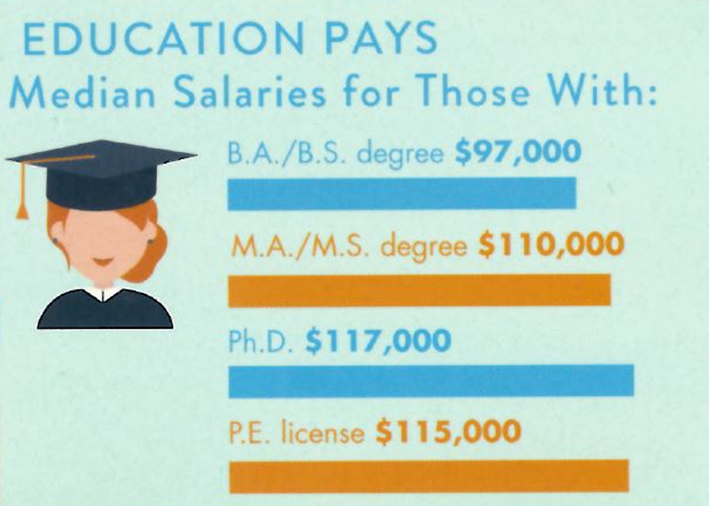 EDUCATION PAYS
Median Salaries for Those With:
B.A./B.S. degree $97,000
M.A./M.S. degree $110,000
Ph.D. $117,000
P.E. license $115,000